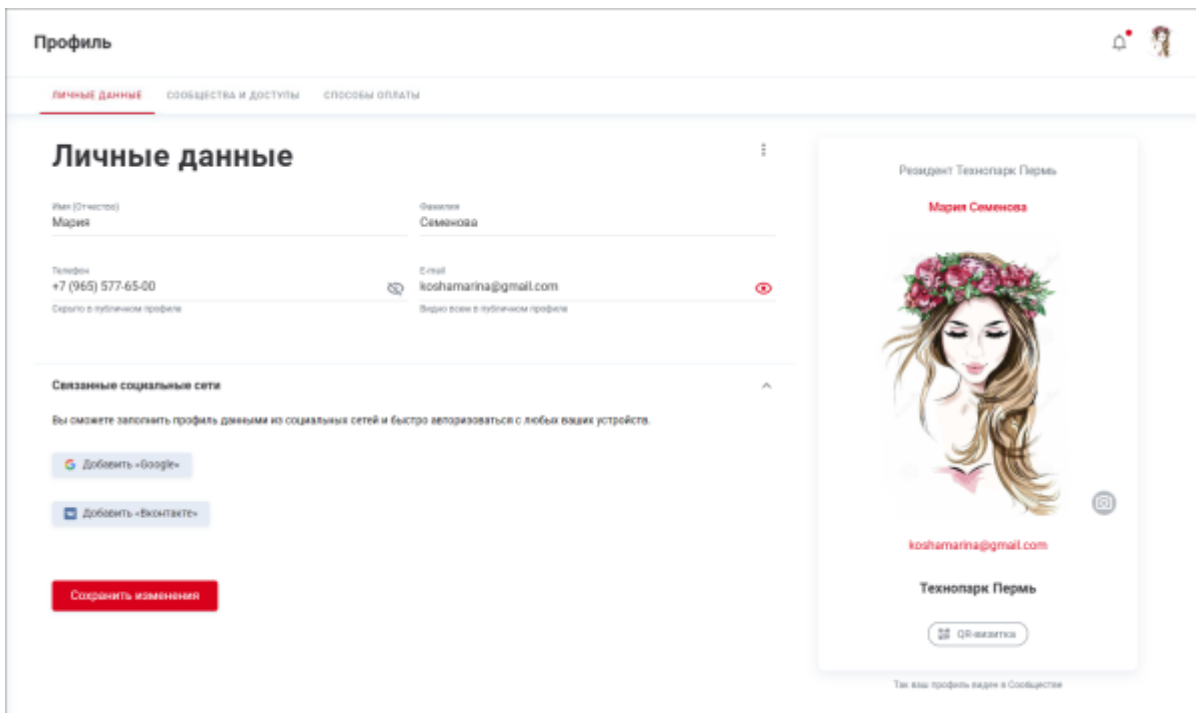 Профиль
ЛИЧНЫЕ ДАННЫЕ СООБЩЕСТВА И ДОСТУПЫ СПОСОБЫ ОПЛАТЫ
Личные данные
Имя (Отчество) Фамилия
Мария Семенова
Телефон E-mail
+7 (965) 577-65-00 koshamarina@gmail.com
Скрыто в публичном профиле Видно всем в публичном профиле
Связанные социальные сети
Вы сможете заполнить профиль данными из социальных сетей и быстро авторизоваться с любых ваших устройств.
Добавить «Google»
Добавить «Вконтакте»
Сохранить изменения
Резидент Технопарк Пермь
Мария Семенова
koshamarina@gmail.com
Технопарк Пермь
QR-визитка
Так ваш профиль виден в Сообществе